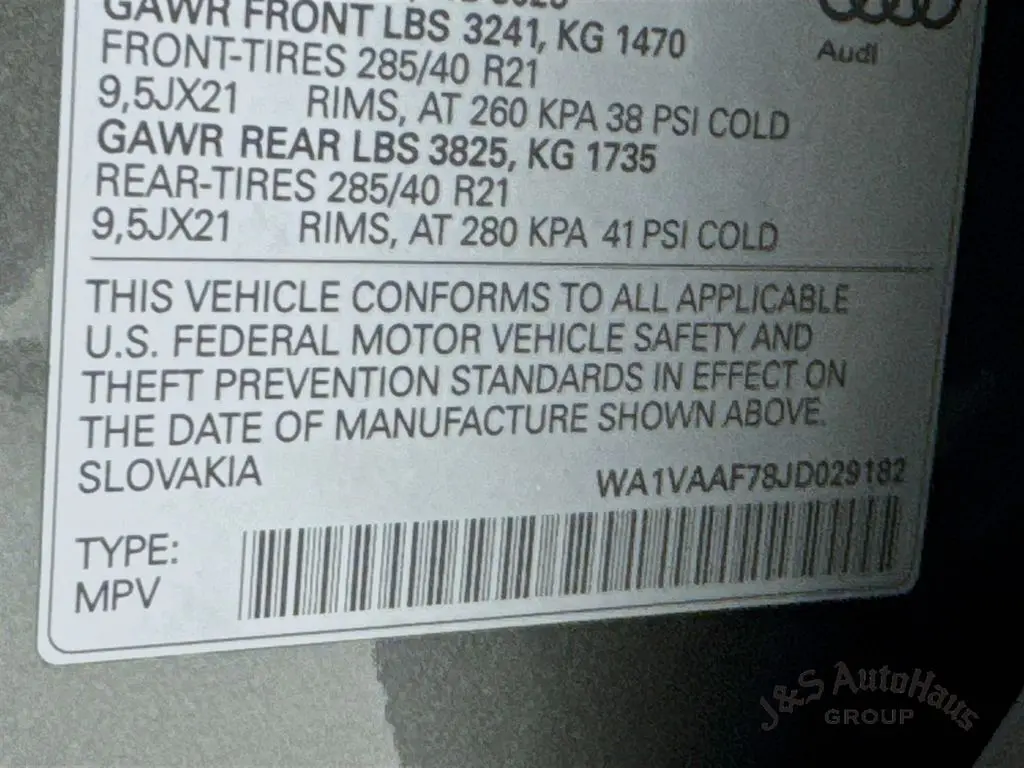 GAWR FRONT LBS 3241, KG 1470
FRONT-TIRES 285/40 R21
9,5JX21 RIMS, AT 260 KPA 38 PSI COLD
GAWR REAR LBS 3825, KG 1735
REAR-TIRES 285/40 R21
9,5JX21 RIMS, AT 280 KPA 41 PSI COLD
Audi
THIS VEHICLE CONFORMS TO ALL APPLICABLE
U.S. FEDERAL MOTOR VEHICLE SAFETY AND
THEFT PREVENTION STANDARDS IN EFFECT ON
THE DATE OF MANUFACTURE SHOWN ABOVE.
SLOVAKIA WA1VAAF78JD029182
TYPE:
MPV
J&S AutoHaus
GROUP